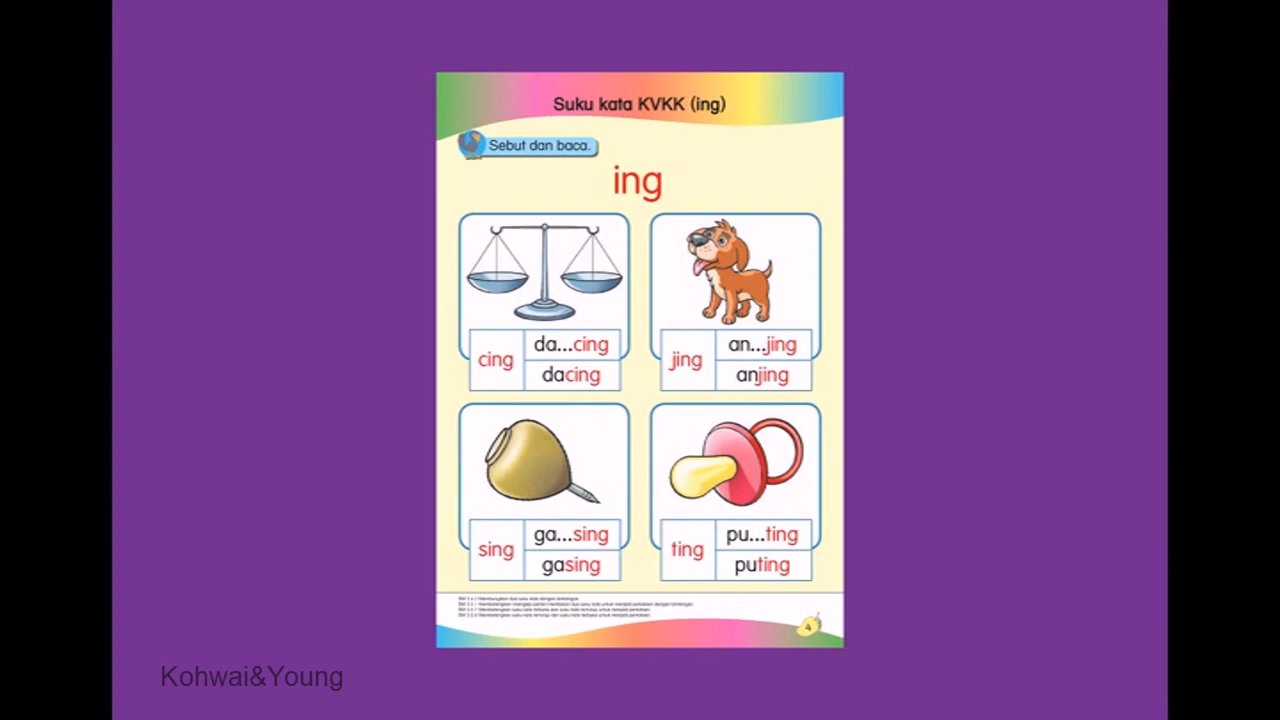 Suku kata KVKK (ing)
Sebut dan baca.
ing
cing
da...cing
dacing
jing
an...jing
anjing
sing
ga...sing
gasing
ting
pu...ting
puting
4
Kohwai&Young